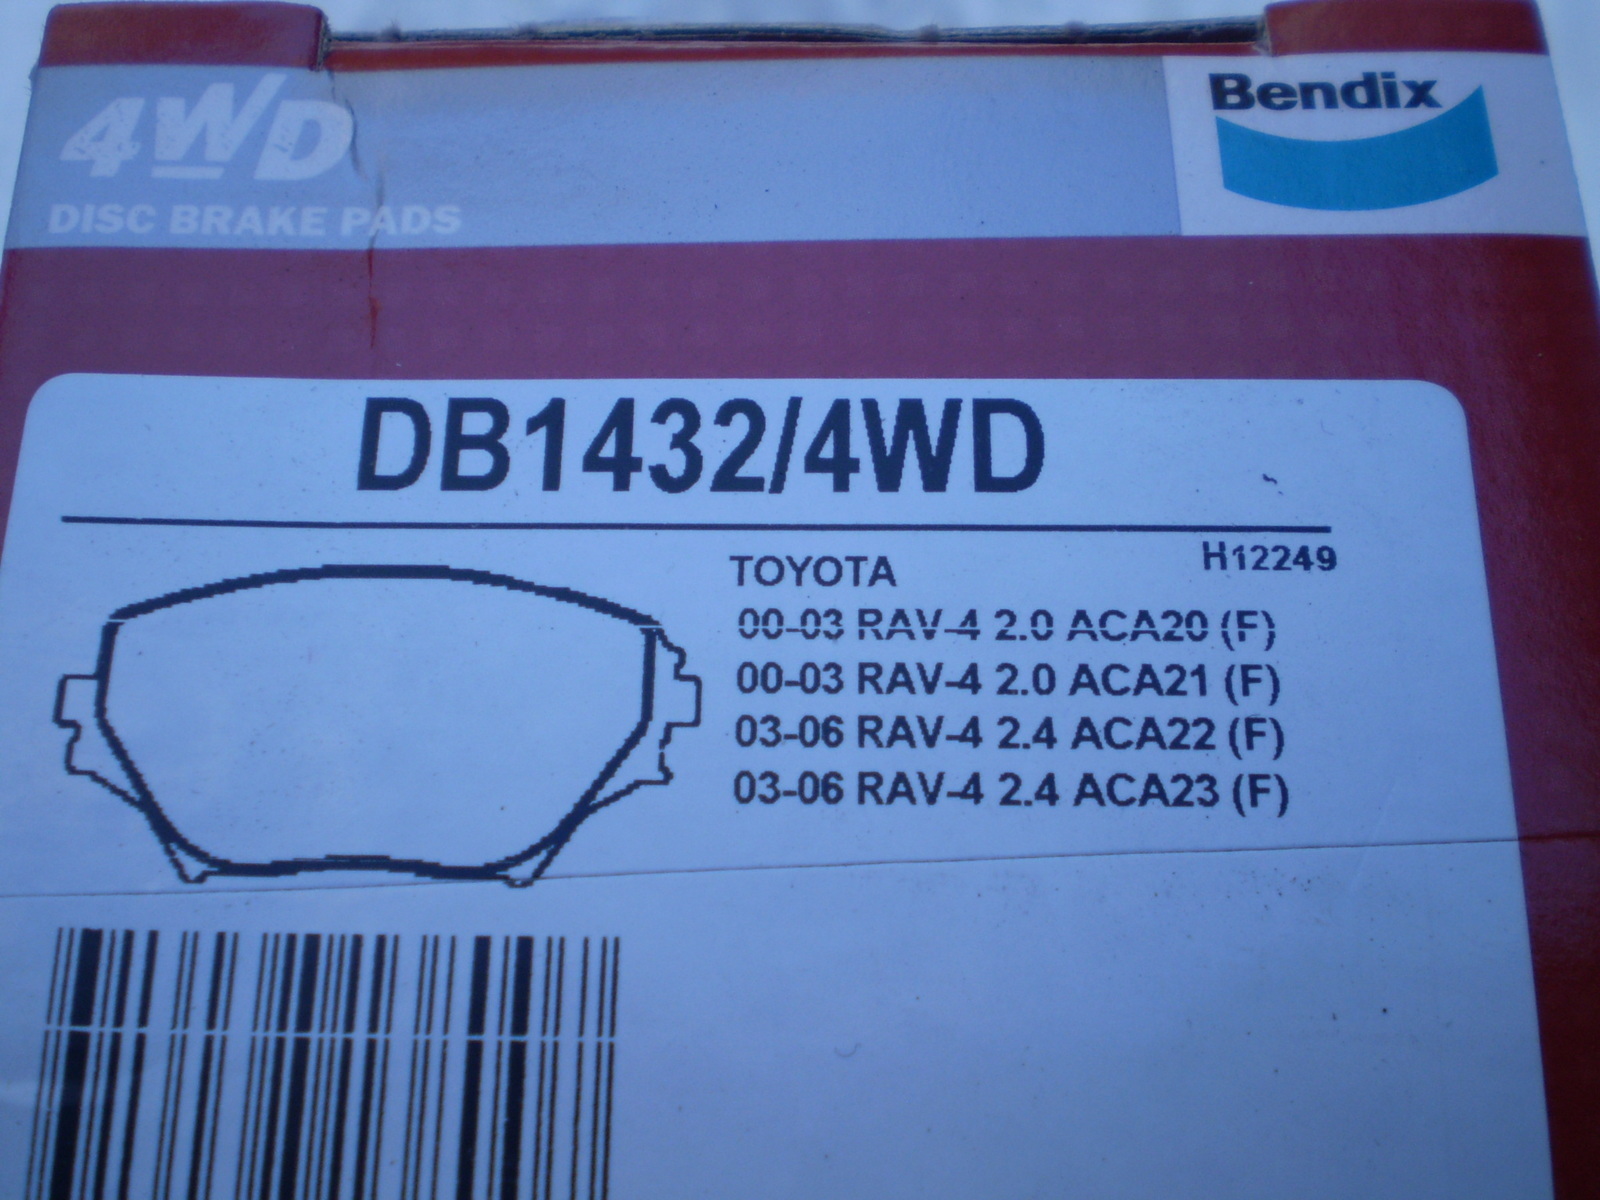 4WD
DISC BRAKE PADS
Bendix
DB1432/4WD
TOYOTA H12249
00-03 RAV-4 2.0 ACA20 (F)
00-03 RAV-4 2.0 ACA21 (F)
03-06 RAV-4 2.4 ACA22 (F)
03-06 RAV-4 2.4 ACA23 (F)